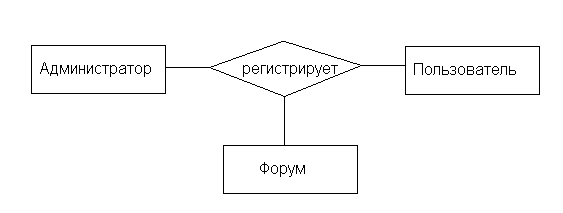 Администратор
регистрирует
Пользователь
Форум